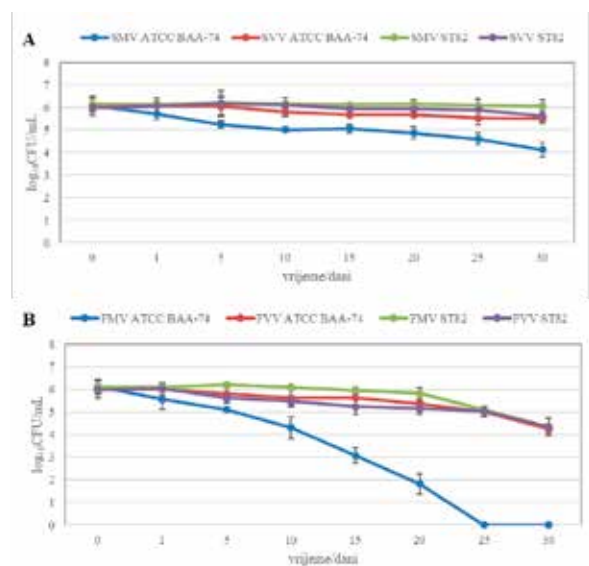 A
SMV ATCC BAA-74 SVV ATCC BAA-74 SMV ST82 SVV ST82
8
7
6
5
4
3
2
1
0
log₁₀CFU/mL
0 1 5 10 15 20 25 30
vrijeme/dani
B
FMV ATCC BAA-74 FVV ATCC BAA-74 FMV ST82 FVV ST82
8
7
6
5
4
3
2
1
0
log₁₀CFU/mL
0 1 5 10 15 20 25 30
vrijeme/dani